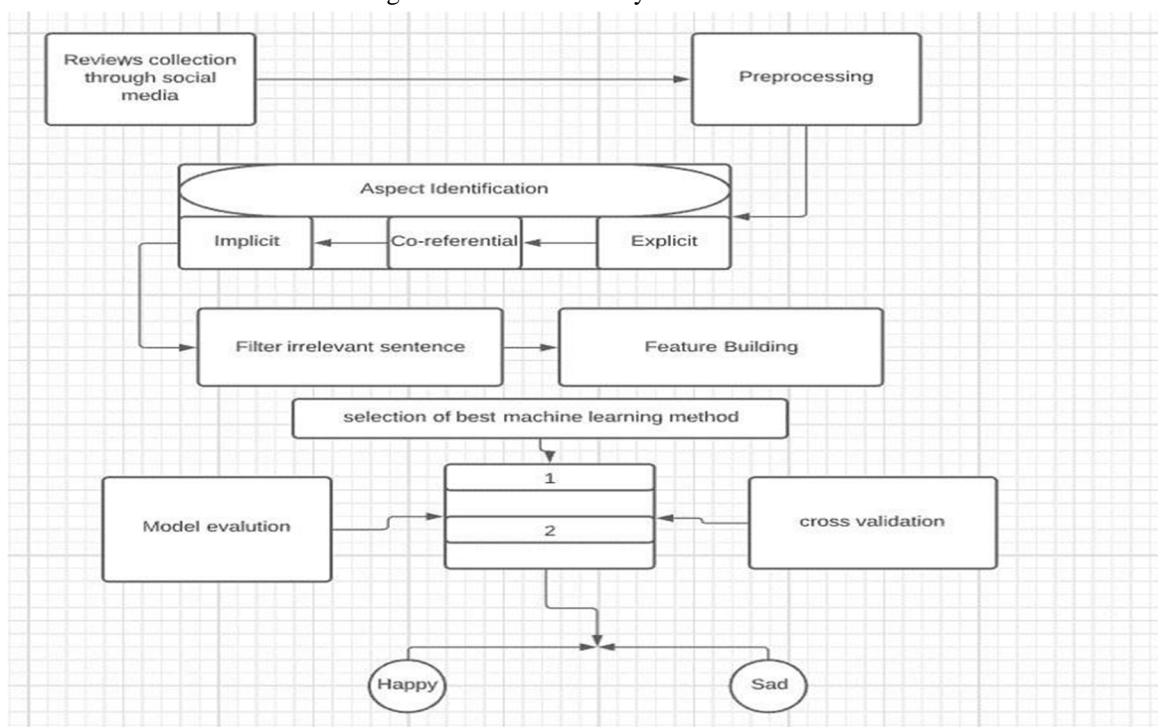 Reviews collection
through social
media
Preprocessing
Aspect Identification
Implicit
Co-referential
Explicit
Filter irrelevant sentence
Feature Building
selection of best machine learning method
1
Model evalution
2
cross validation
Happy
Sad